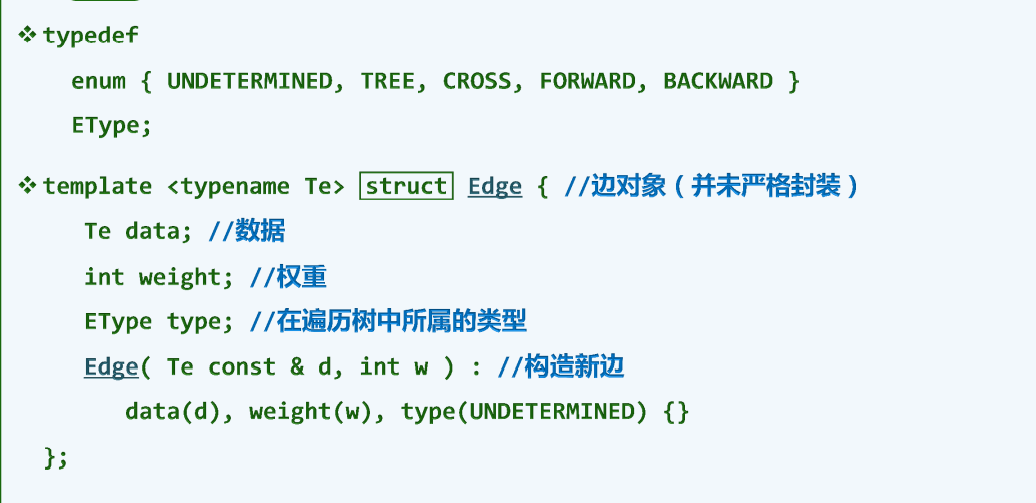 ❖ typedef
enum { UNDETERMINED, TREE, CROSS, FORWARD, BACKWARD }
EType;
❖ template <typename Te> struct Edge { //边对象（并未严格封装）
Te data; //数据
int weight; //权重
EType type; //在遍历树中所属的类型
Edge( Te const & d, int w ) : //构造新边
data(d), weight(w), type(UNDETERMINED) {}
};